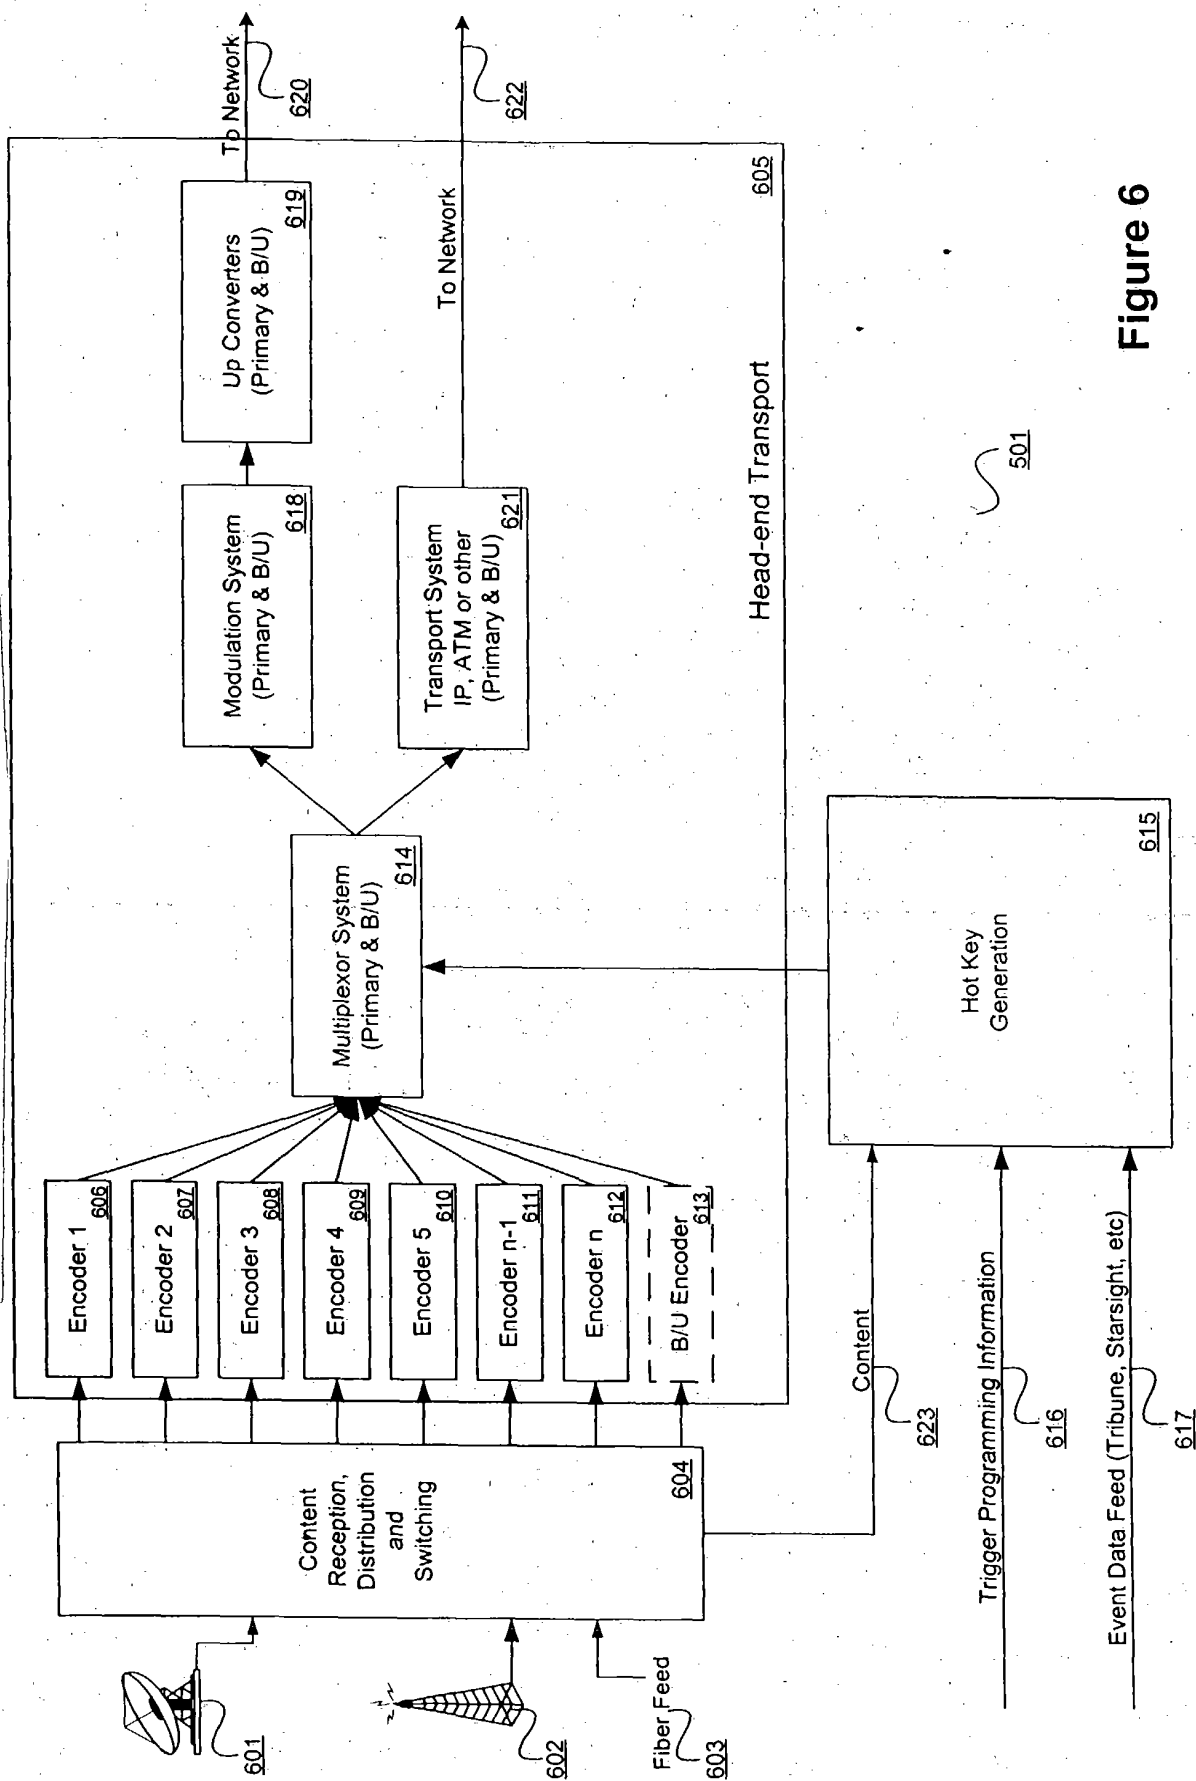 601
602
Fiber Feed
603
Content
Reception,
Distribution
and
Switching
604
Encoder 1
606
Encoder 2
607
Encoder 3
608
Encoder 4
609
Encoder 5
610
Encoder n-1
611
Encoder n
612
B/U Encoder
613
Multiplexor System
(Primary & B/U)
614
Modulation System
(Primary & B/U)
618
Up Converters
(Primary & B/U)
619
To Network
620
Transport System
IP, ATM or other
(Primary & B/U)
621
To Network
622
Head-end Transport
605
Content
623
Trigger Programming Information
616
Event Data Feed (Tribune, Starsight, etc)
617
Hot Key
Generation
615
501
Figure 6